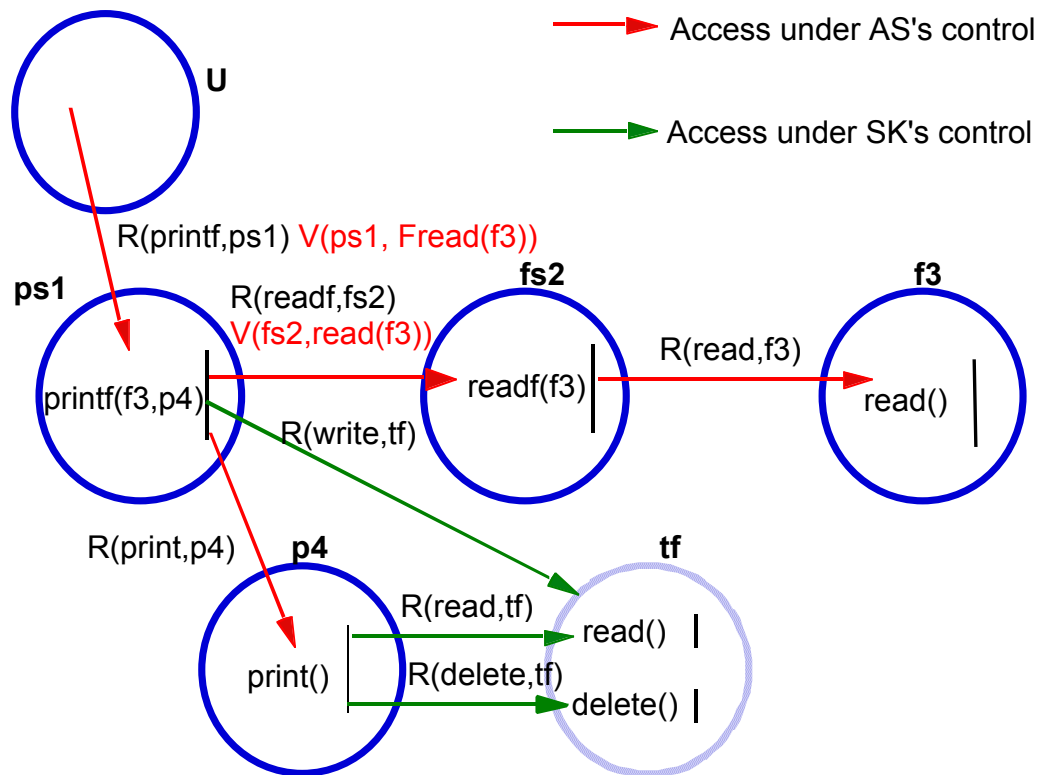 Access under AS's control
U
Access under SK's control
R(printf,ps1) V(ps1, Fread(f3))
ps1
fs2
f3
R(readf,fs2)
V(fs2,read(f3))
R(read,f3)
printf(f3,p4)
readf(f3)
read()
R(write,tf)
R(print,p4)
p4
tf
R(read,tf)
read()
print()
R(delete,tf)
delete()